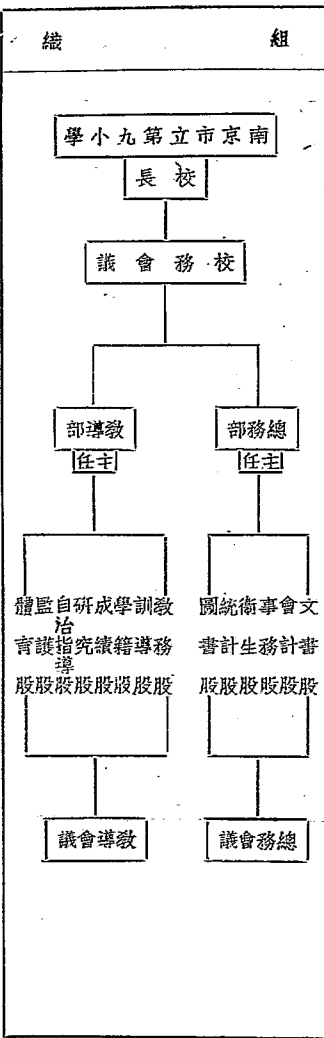 組織
南京市立第九小學
校長
校務會議
總務部
主任
文書股
會計股
事務股
衛生股
統計股
圖書股
總務會議
教導部
主任
教務股
訓導股
學籍股
成績股
研究股
自治指導股
監護股
體育股
教導會議